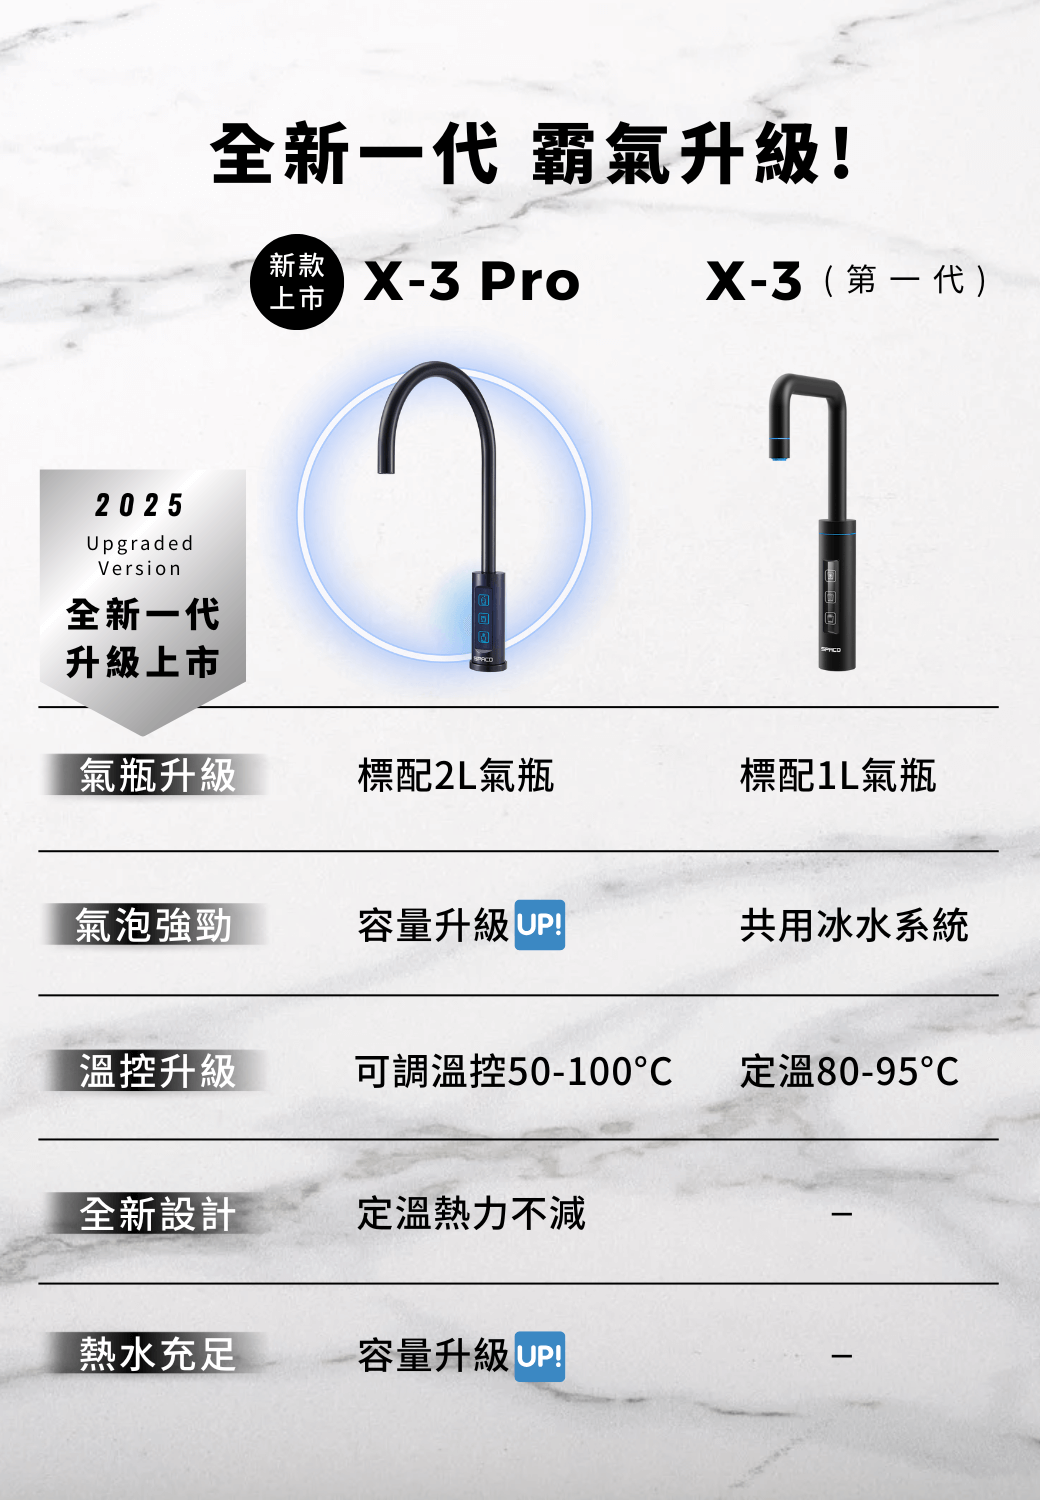 全新一代 霸氣升級!
新款
上市
X-3 Pro
X-3 (第一代)
2025
Upgraded
Version
全新一代
升級上市
SPACO
SPACO
氣瓶升級
標配2L氣瓶
標配1L氣瓶
氣泡強勁
容量升級UP!
共用冰水系統
溫控升級
可調溫控50-100°C
定溫80-95°C
全新設計
定溫熱力不減
–
熱水充足
容量升級UP!
–